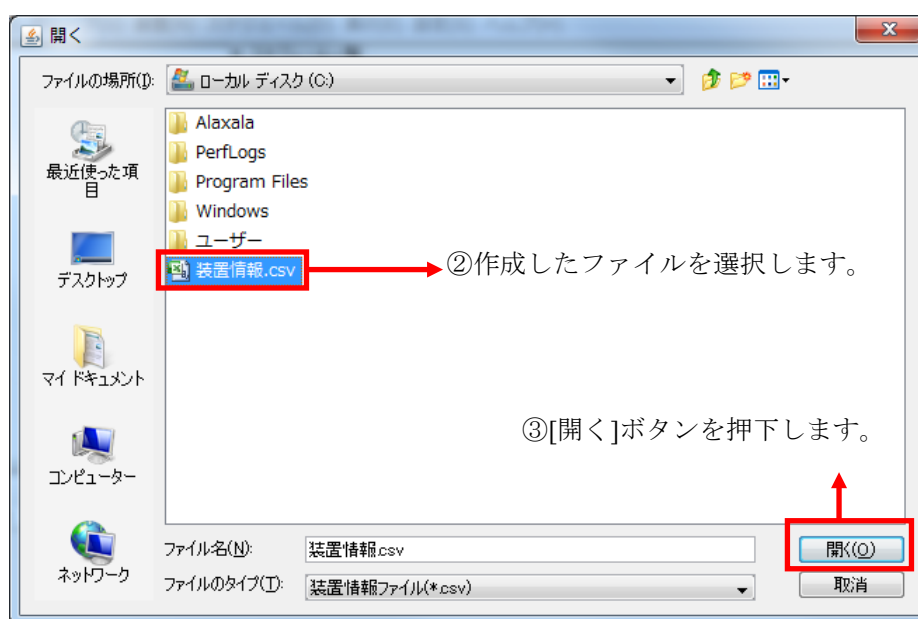 開く
ファイルの場所(I):
ローカル ディスク (C:)
Alaxala
PerfLogs
Program Files
Windows
ユーザー
装置情報.csv
②作成したファイルを選択します。
最近使った項
目
デスクトップ
マイ ドキュメント
コンピューター
ネットワーク
③[開く]ボタンを押下します。
ファイル名(N):
装置情報.csv
開く(O)
ファイルのタイプ(T):
装置情報ファイル(*.csv)
取消